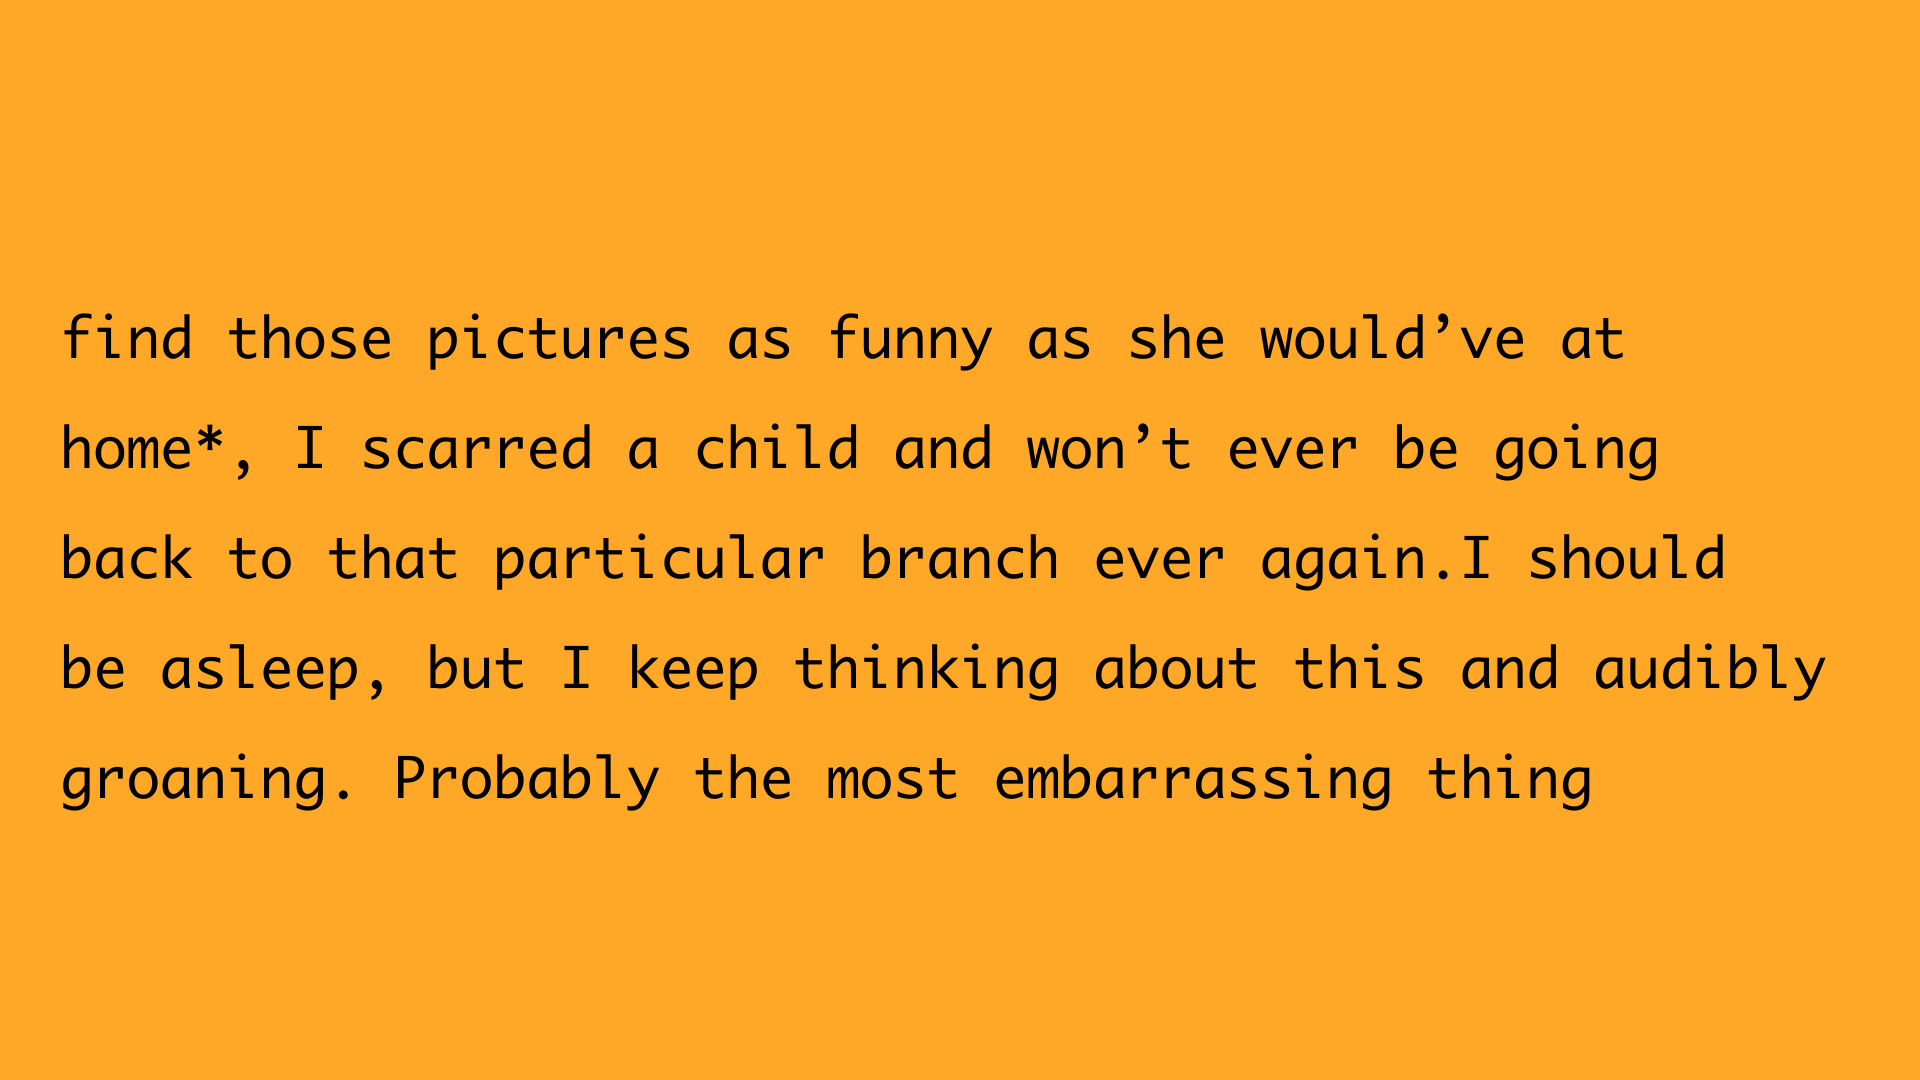 find those pictures as funny as she would’ve at
home*, I scarred a child and won’t ever be going
back to that particular branch ever again.I should
be asleep, but I keep thinking about this and audibly
groaning. Probably the most embarrassing thing